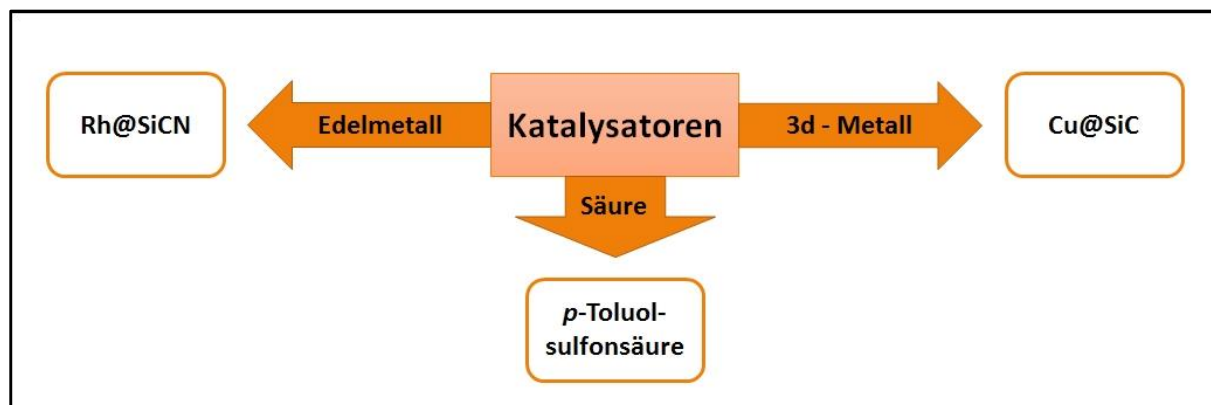 Rh@SiCN
Edelmetall
Katalysatoren
3d - Metall
Cu@SiC
Säure
p-Toluol-
sulfonsäure